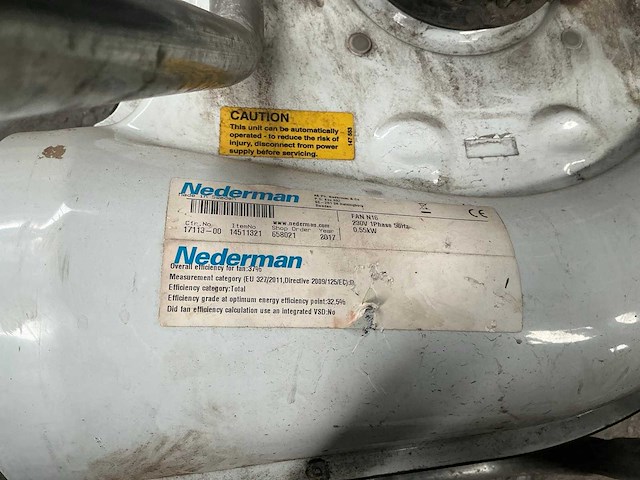 CAUTION
This unit can be automatically
operated - to reduce the risk of
injury, disconnect from power
supply before servicing.
147 553
Nederman
www.nederman.com
FAN N16
230V 1Phase 50Hz
0.55kW
CE
Ctr.No. ItemNo Shop Order Year
17113-00 14511321 658021 2017
Nederman
Overall efficiency for fan:37%
Measurement category (EU 327/2011,Directive 2009/125/EC):B
Efficiency category:Total
Efficiency grade at optimum energy efficiency point:32.5%
Did fan efficiency calculation use an integrated VSD:No